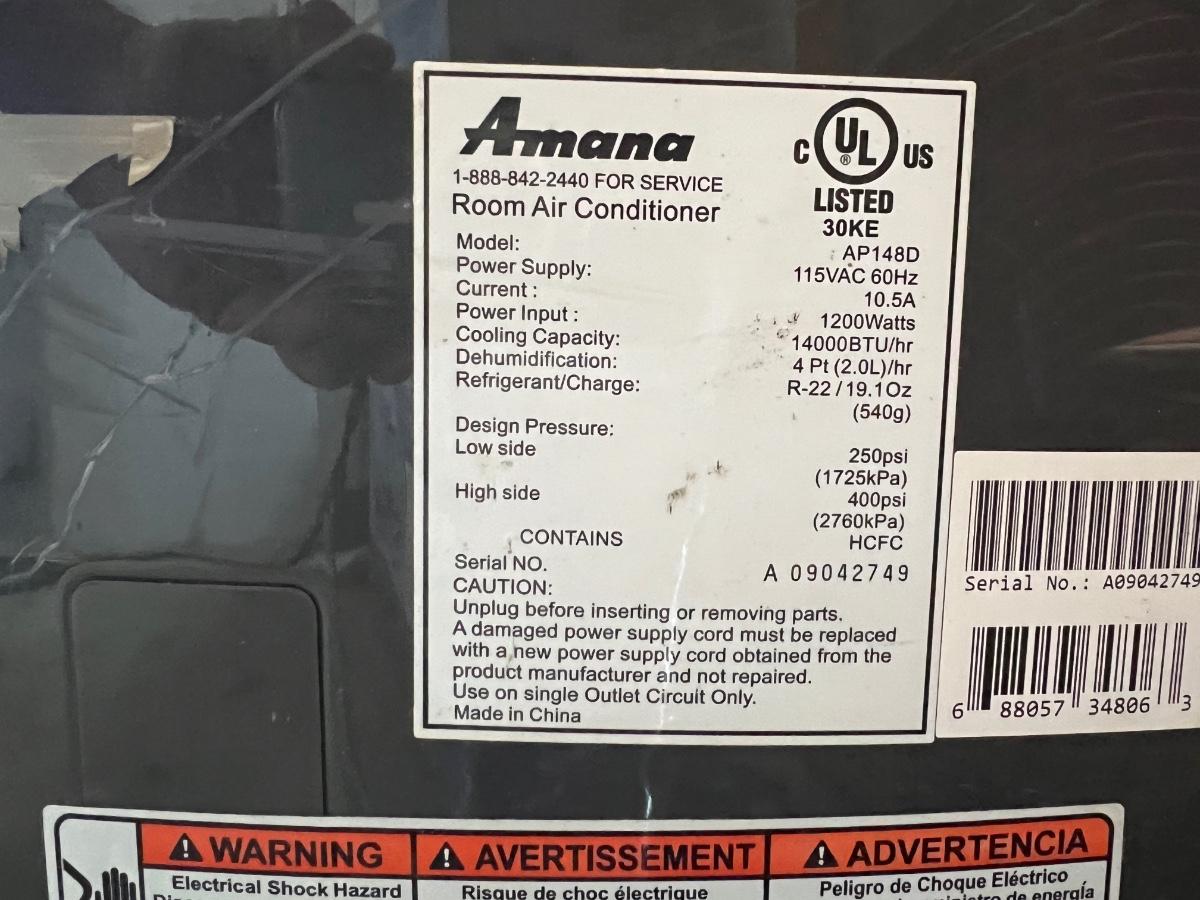 Amana
C UL ® US
LISTED
30KE
1-888-842-2440 FOR SERVICE
Room Air Conditioner
Model: AP148D
Power Supply: 115VAC 60Hz
Current : 10.5A
Power Input : 1200Watts
Cooling Capacity: 14000BTU/hr
Dehumidification: 4 Pt (2.0L)/hr
Refrigerant/Charge: R-22 / 19.1Oz
(540g)
Design Pressure:
Low side 250psi
(1725kPa)
High side 400psi
(2760kPa)
CONTAINS HCFC
Serial NO. A 09042749
CAUTION:
Unplug before inserting or removing parts.
A damaged power supply cord must be replaced
with a new power supply cord obtained from the
product manufacturer and not repaired.
Use on single Outlet Circuit Only.
Made in China
Serial No.: A09042749
6 88057 34806 3
WARNING
Electrical Shock Hazard
AVERTISSEMENT
Risque de choc électrique
ADVERTENCIA
Peligro de Choque Eléctrico
de energía